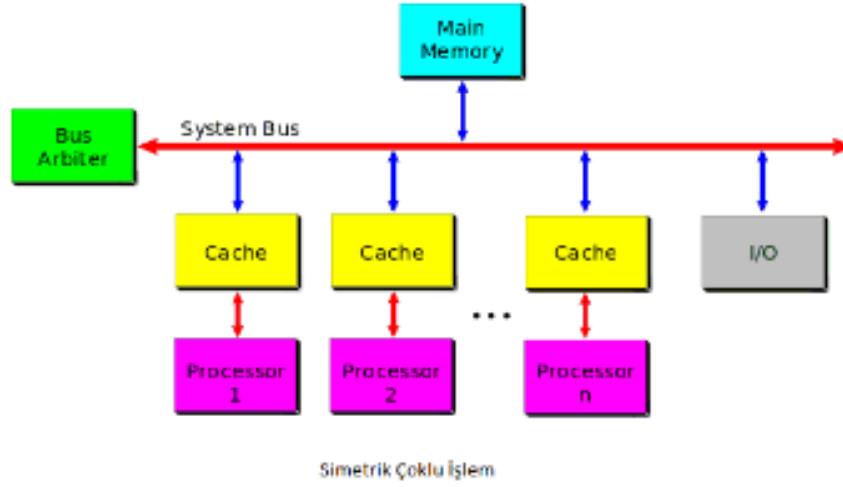 Main
Memory
System Bus
Bus
Arbiter
Cache
Cache
Cache
I/O
...
Processor
1
Processor
2
Processor
n
Simetrik Çoklu İşlem